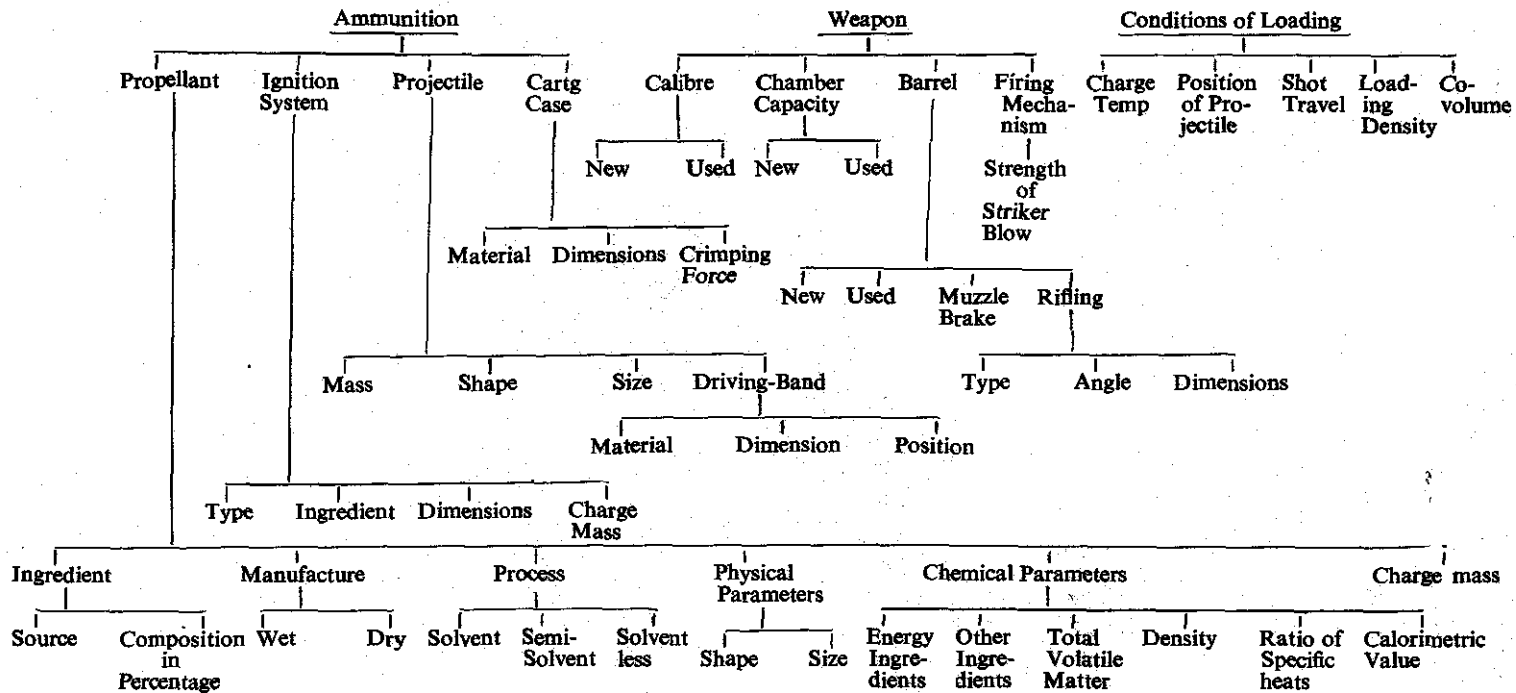 Ammunition Weapon Conditions of Loading
Propellant Ignition System Projectile Cartg Case Calibre Chamber Capacity Barrel Firing Mecha-nism Charge Temp Position of Pro-jectile Shot Travel Load-ing Density Co-volume
New Used New Used Strength of Striker Blow
Material Dimensions Crimping Force
New Used Muzzle Brake Rifling
Mass Shape Size Driving-Band Type Angle Dimensions
Material Dimension Position
Type Ingredient Dimensions Charge Mass
Ingredient Manufacture Process Physical Parameters Chemical Parameters Charge mass
Source Composition in Percentage Wet Dry Solvent Semi-Solvent Solvent less Shape Size Energy Ingre-dients Other Ingre-dients Total Volatile Matter Density Ratio of Specific heats Calorimetric Value